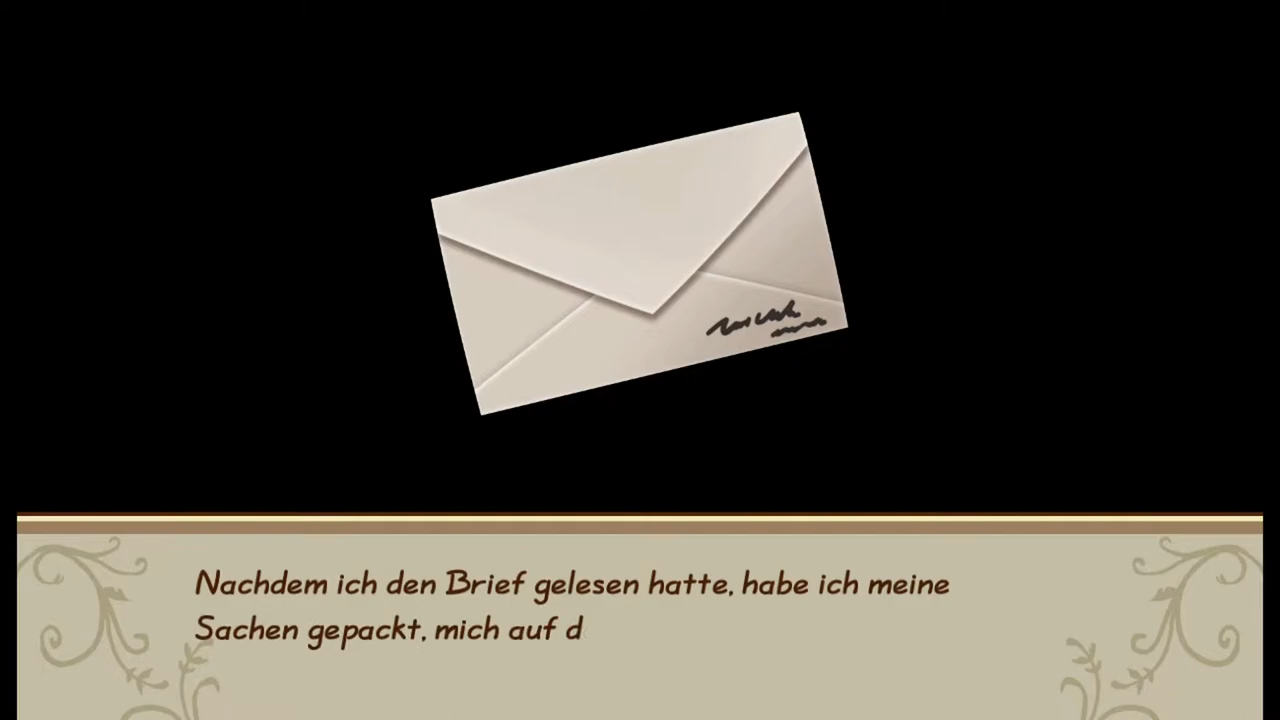 Nachdem ich den Brief gelesen hatte, habe ich meine
Sachen gepackt, mich auf d